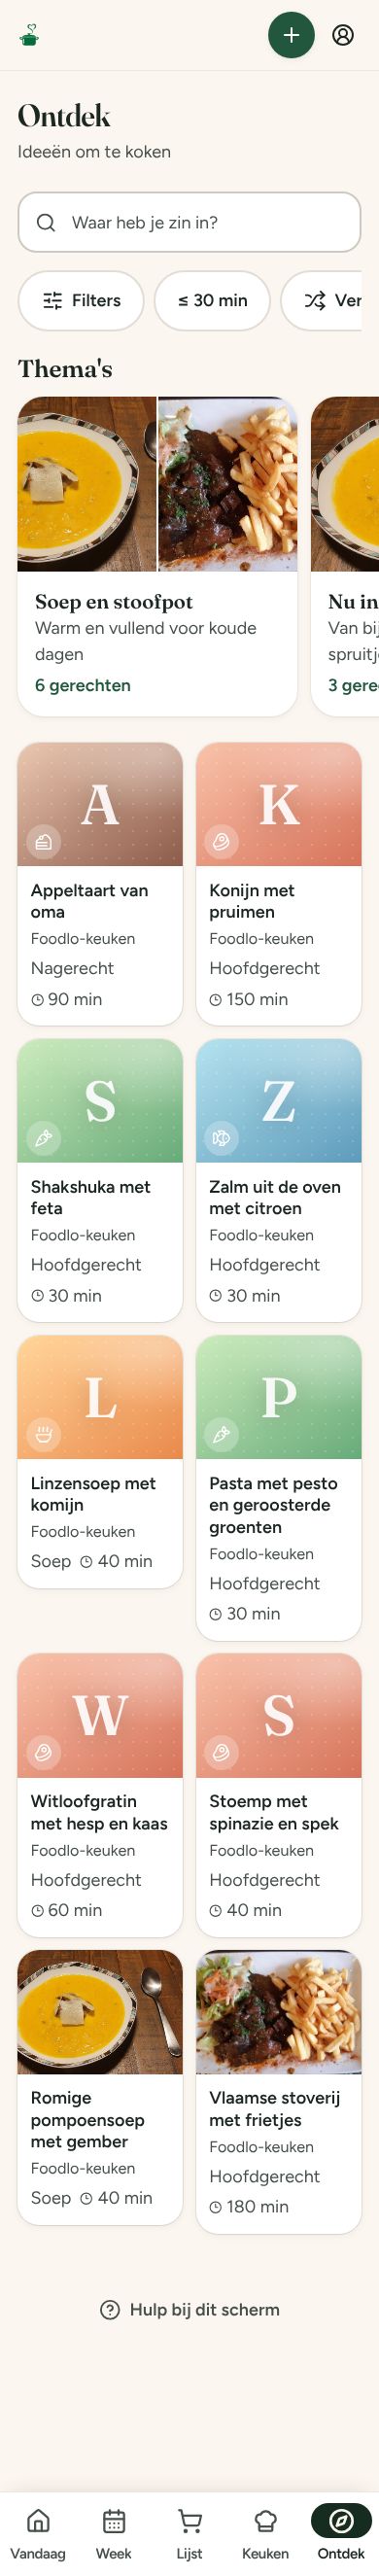 Ontdek
Ideeën om te koken
Waar heb je zin in?
Filters
≤ 30 min
Ver
Thema's
Soep en stoofpot
Warm en vullend voor koude
dagen
6 gerechten
Nu in
Van bij
spruitj
3 gere
A
K
Appeltaart van
oma
Foodlo-keuken
Nagerecht
90 min
Konijn met
pruimen
Foodlo-keuken
Hoofdgerecht
150 min
S
Z
Shakshuka met
feta
Foodlo-keuken
Hoofdgerecht
30 min
Zalm uit de oven
met citroen
Foodlo-keuken
Hoofdgerecht
30 min
L
P
Linzensoep met
komijn
Foodlo-keuken
Soep 40 min
Pasta met pesto
en geroosterde
groenten
Foodlo-keuken
Hoofdgerecht
30 min
W
S
Witloofgratin
met hesp en kaas
Foodlo-keuken
Hoofdgerecht
60 min
Stoemp met
spinazie en spek
Foodlo-keuken
Hoofdgerecht
40 min
Romige
pompoensoep
met gember
Foodlo-keuken
Soep 40 min
Vlaamse stoverij
met frietjes
Foodlo-keuken
Hoofdgerecht
180 min
Hulp bij dit scherm
Vandaag
Week
Lijst
Keuken
Ontdek